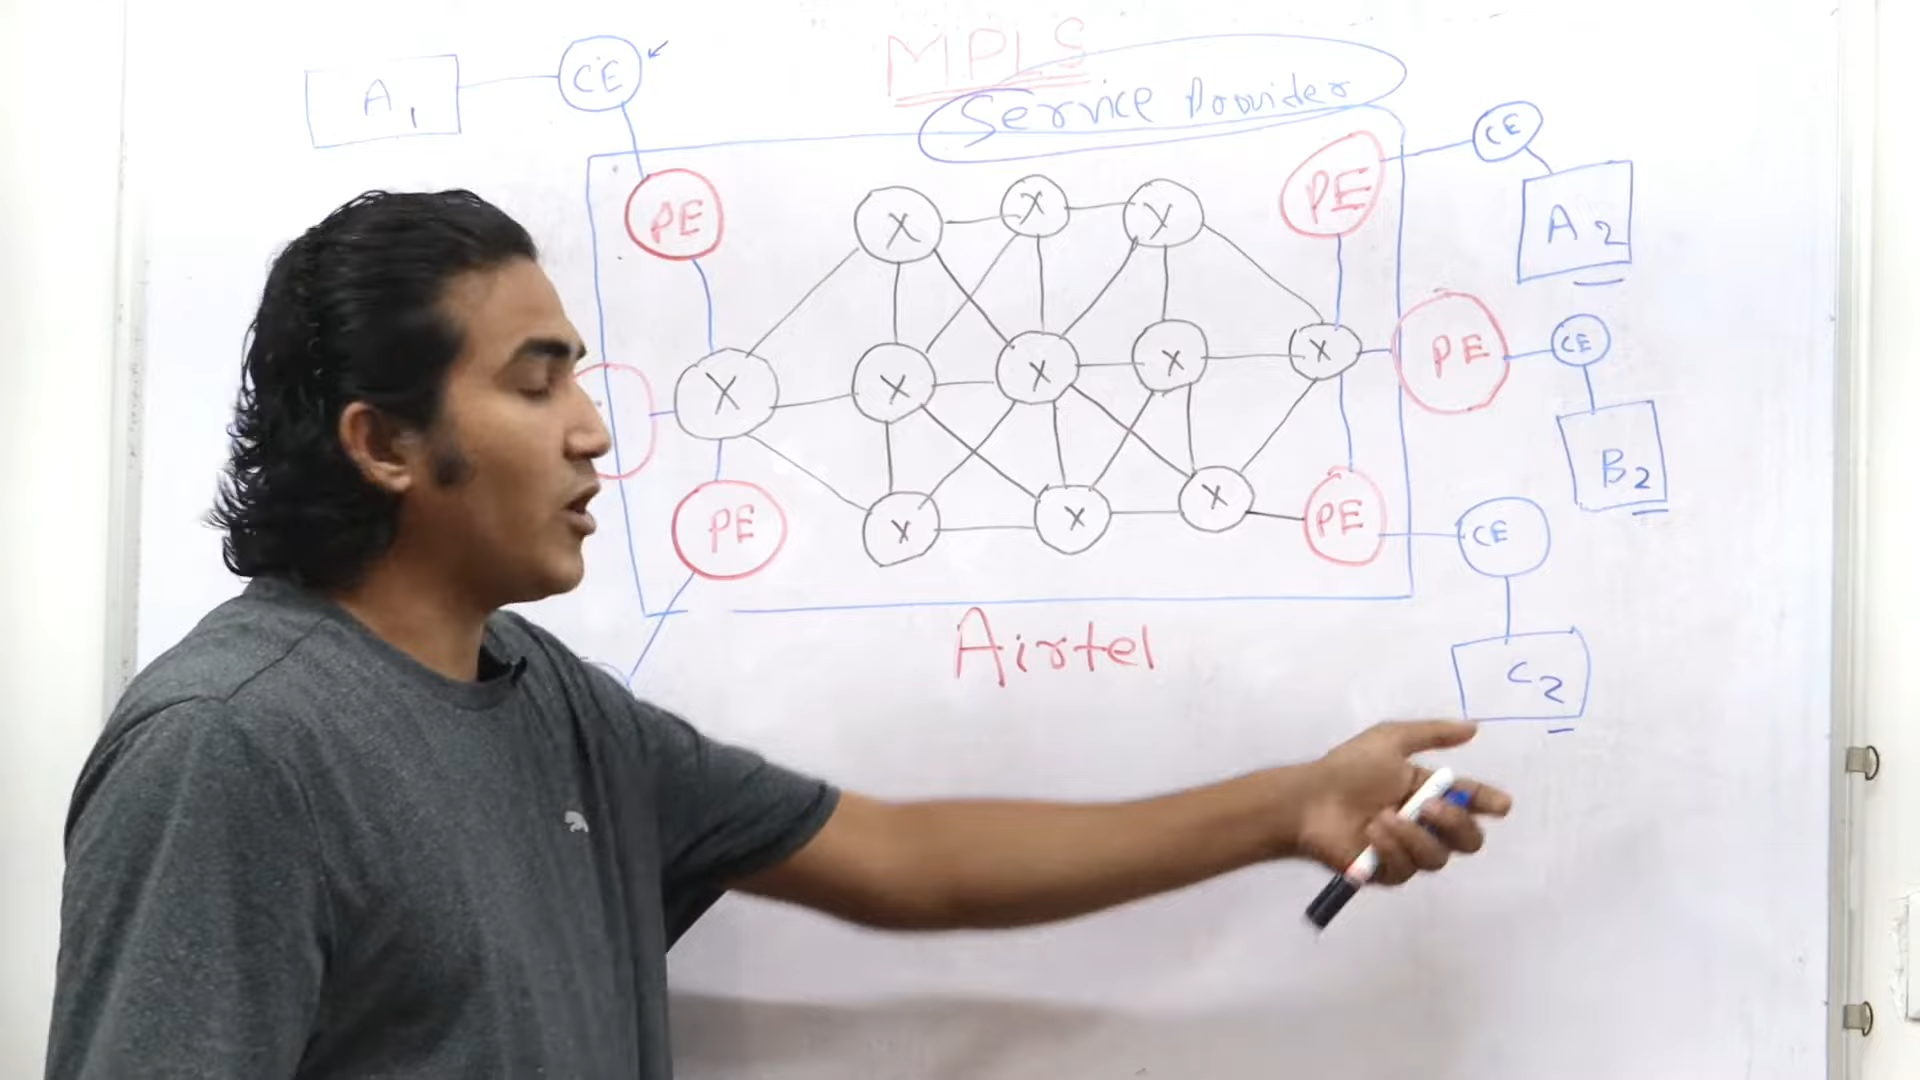 MPLS
Service Provider
A1
CE
PE
PE
X
X
X
X
X
X
X
X
X
X
X
X
PE
PE
PE
CE
A2
CE
B2
CE
C2
Airtel